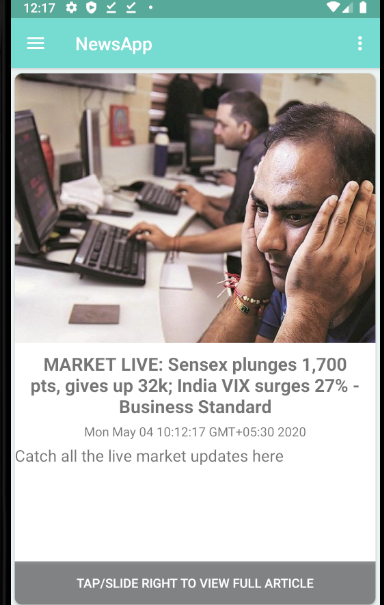 12:17
NewsApp
MARKET LIVE: Sensex plunges 1,700
pts, gives up 32k; India VIX surges 27% -
Business Standard
Mon May 04 10:12:17 GMT+05:30 2020
Catch all the live market updates here
TAP/SLIDE RIGHT TO VIEW FULL ARTICLE